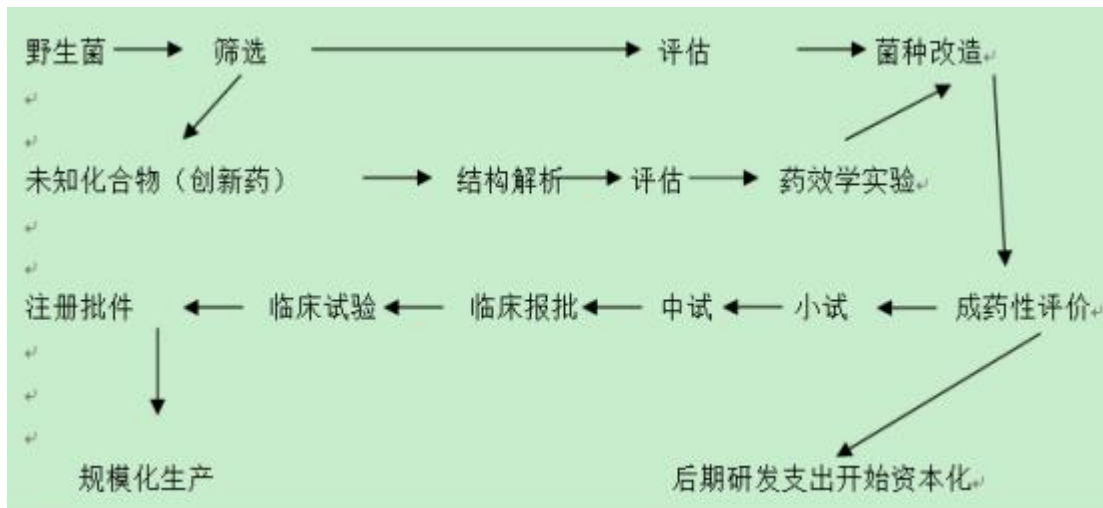 野生菌 筛选 评估 菌种改造
未知化合物（创新药） 结构解析 评估 药效学实验
注册批件 临床试验 临床报批 中试 小试 成药性评价
规模化生产 后期研发支出开始资本化